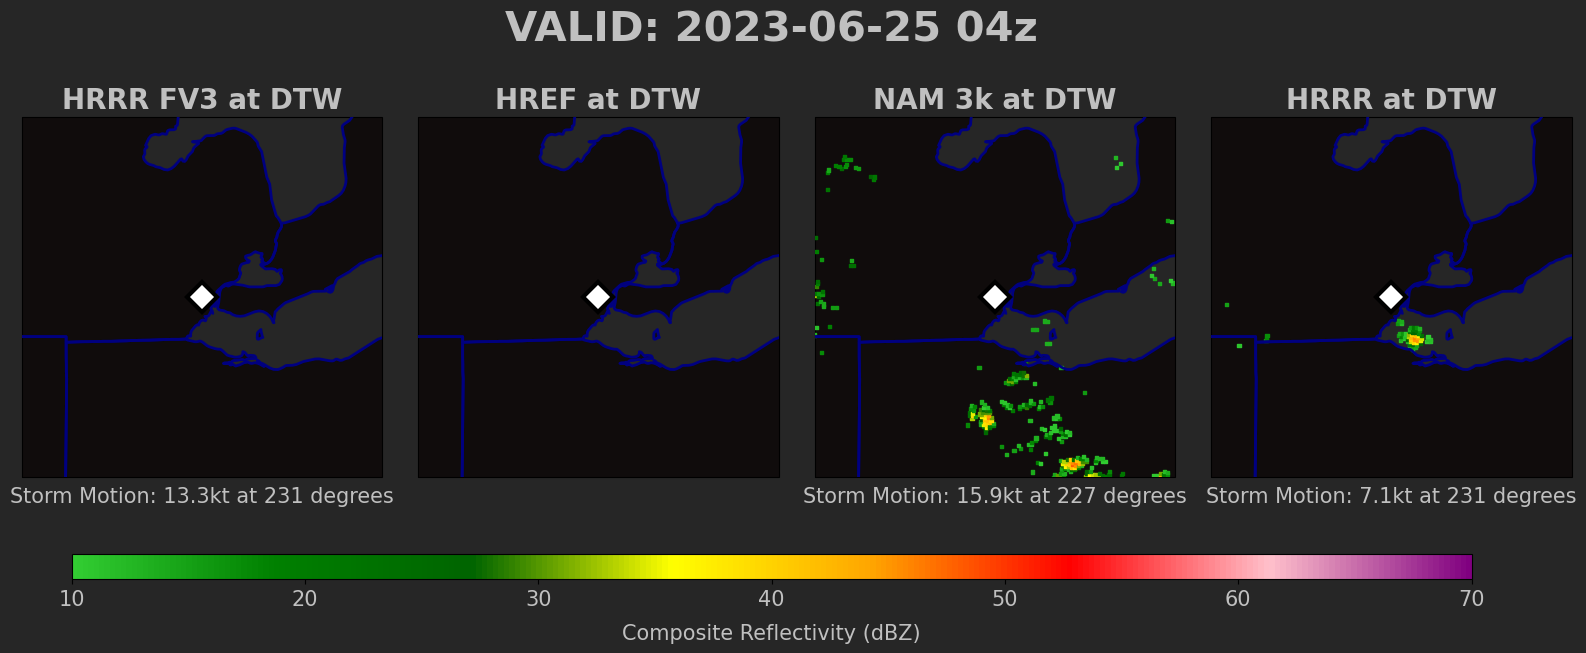 VALID: 2023-06-25 04z
HRRR FV3 at DTW
HREF at DTW
NAM 3k at DTW
HRRR at DTW
Storm Motion: 13.3kt at 231 degrees
Storm Motion: 15.9kt at 227 degrees
Storm Motion: 7.1kt at 231 degrees
10 20 30 40 50 60 70
Composite Reflectivity (dBZ)